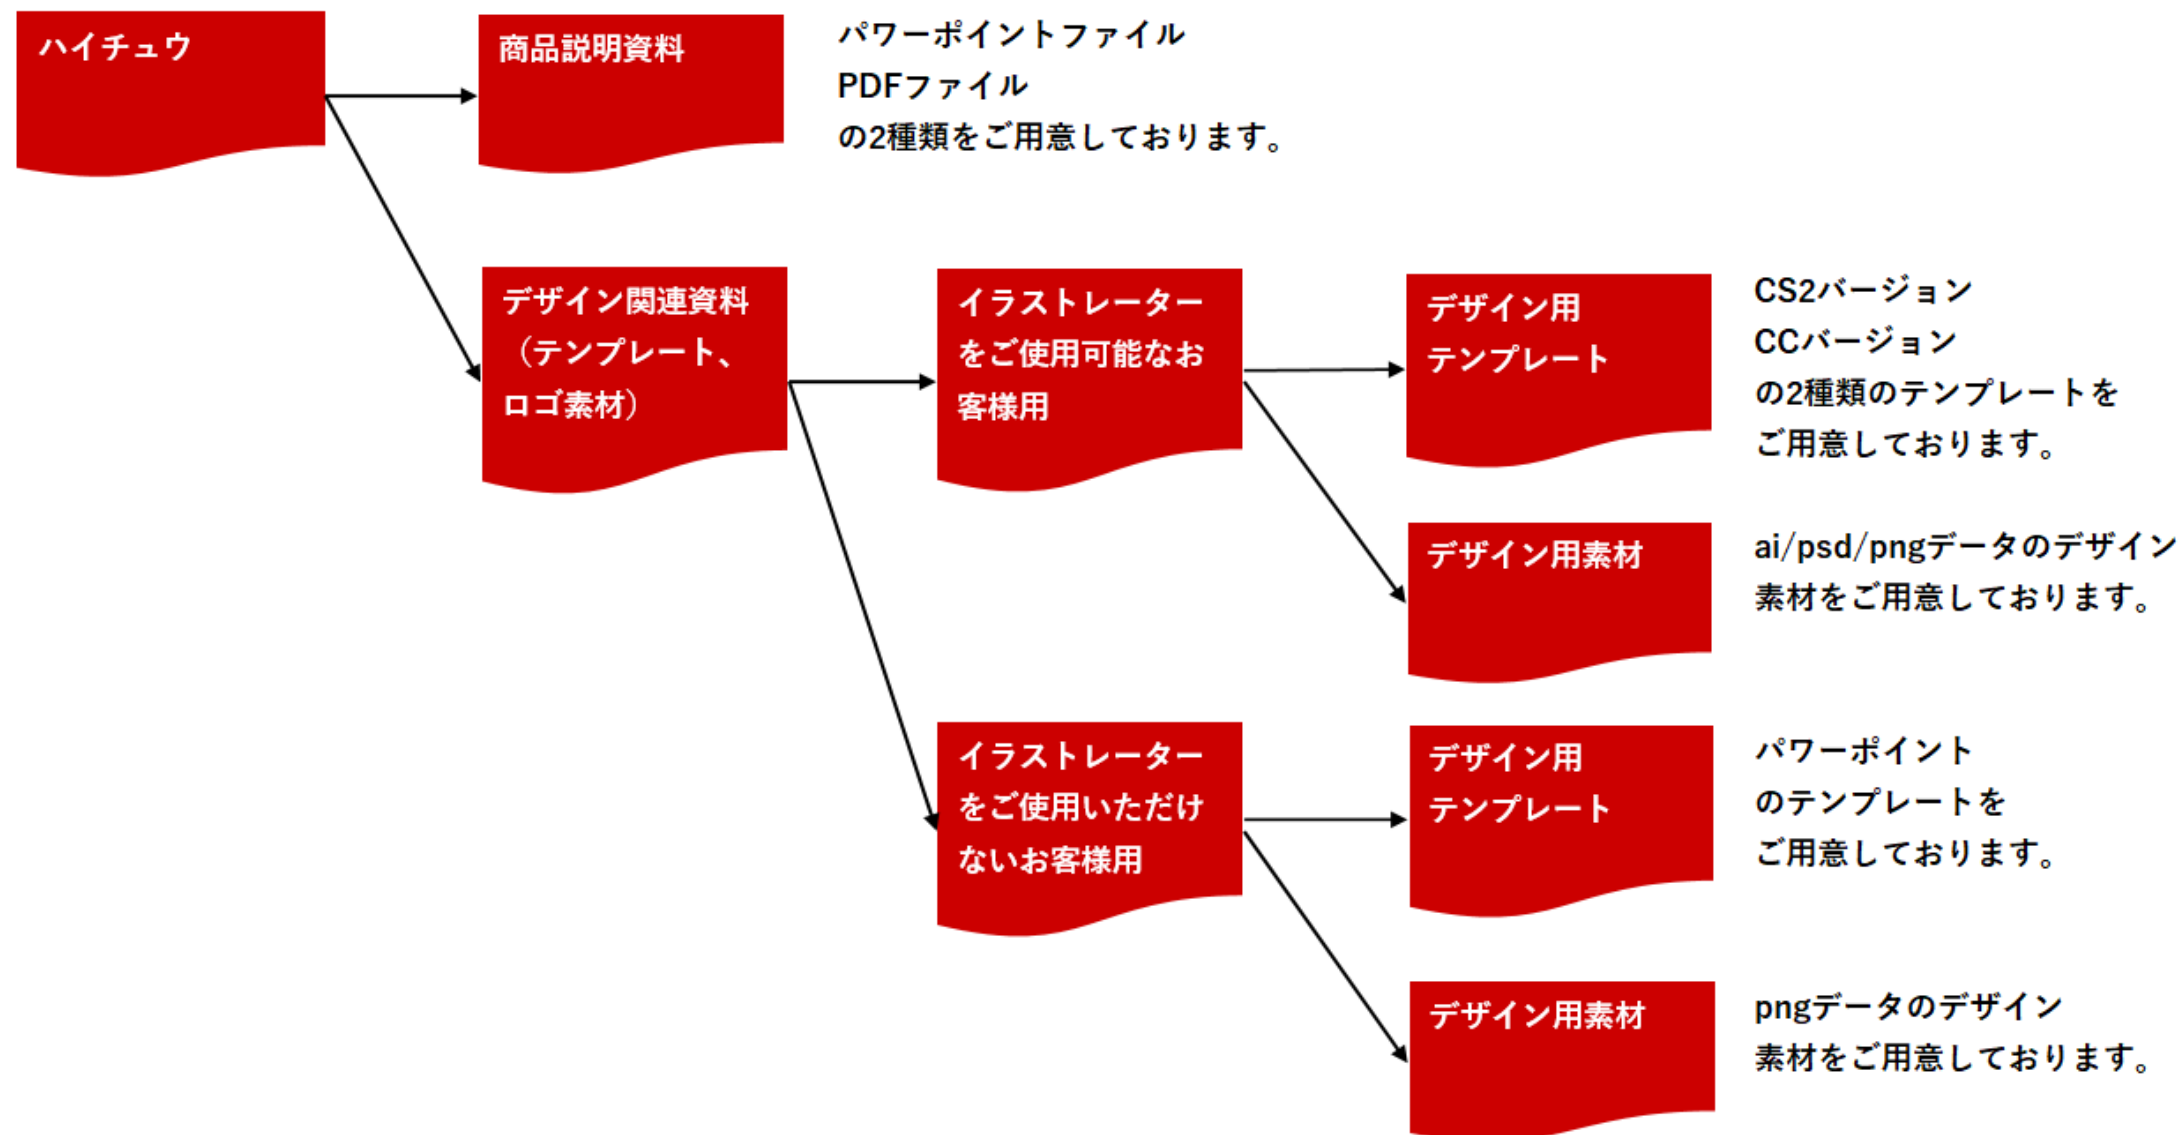 ハイチュウ
商品説明資料
パワーポイントファイル
PDFファイル
の2種類をご用意しております。
デザイン関連資料
（テンプレート、
ロゴ素材）
イラストレーター
をご使用可能なお
客様用
デザイン用
テンプレート
CS2バージョン
CCバージョン
の2種類のテンプレートを
ご用意しております。
デザイン用素材
ai/psd/pngデータのデザイン
素材をご用意しております。
イラストレーター
をご使用いただけ
ないお客様用
デザイン用
テンプレート
パワーポイント
のテンプレートを
ご用意しております。
デザイン用素材
pngデータのデザイン
素材をご用意しております。